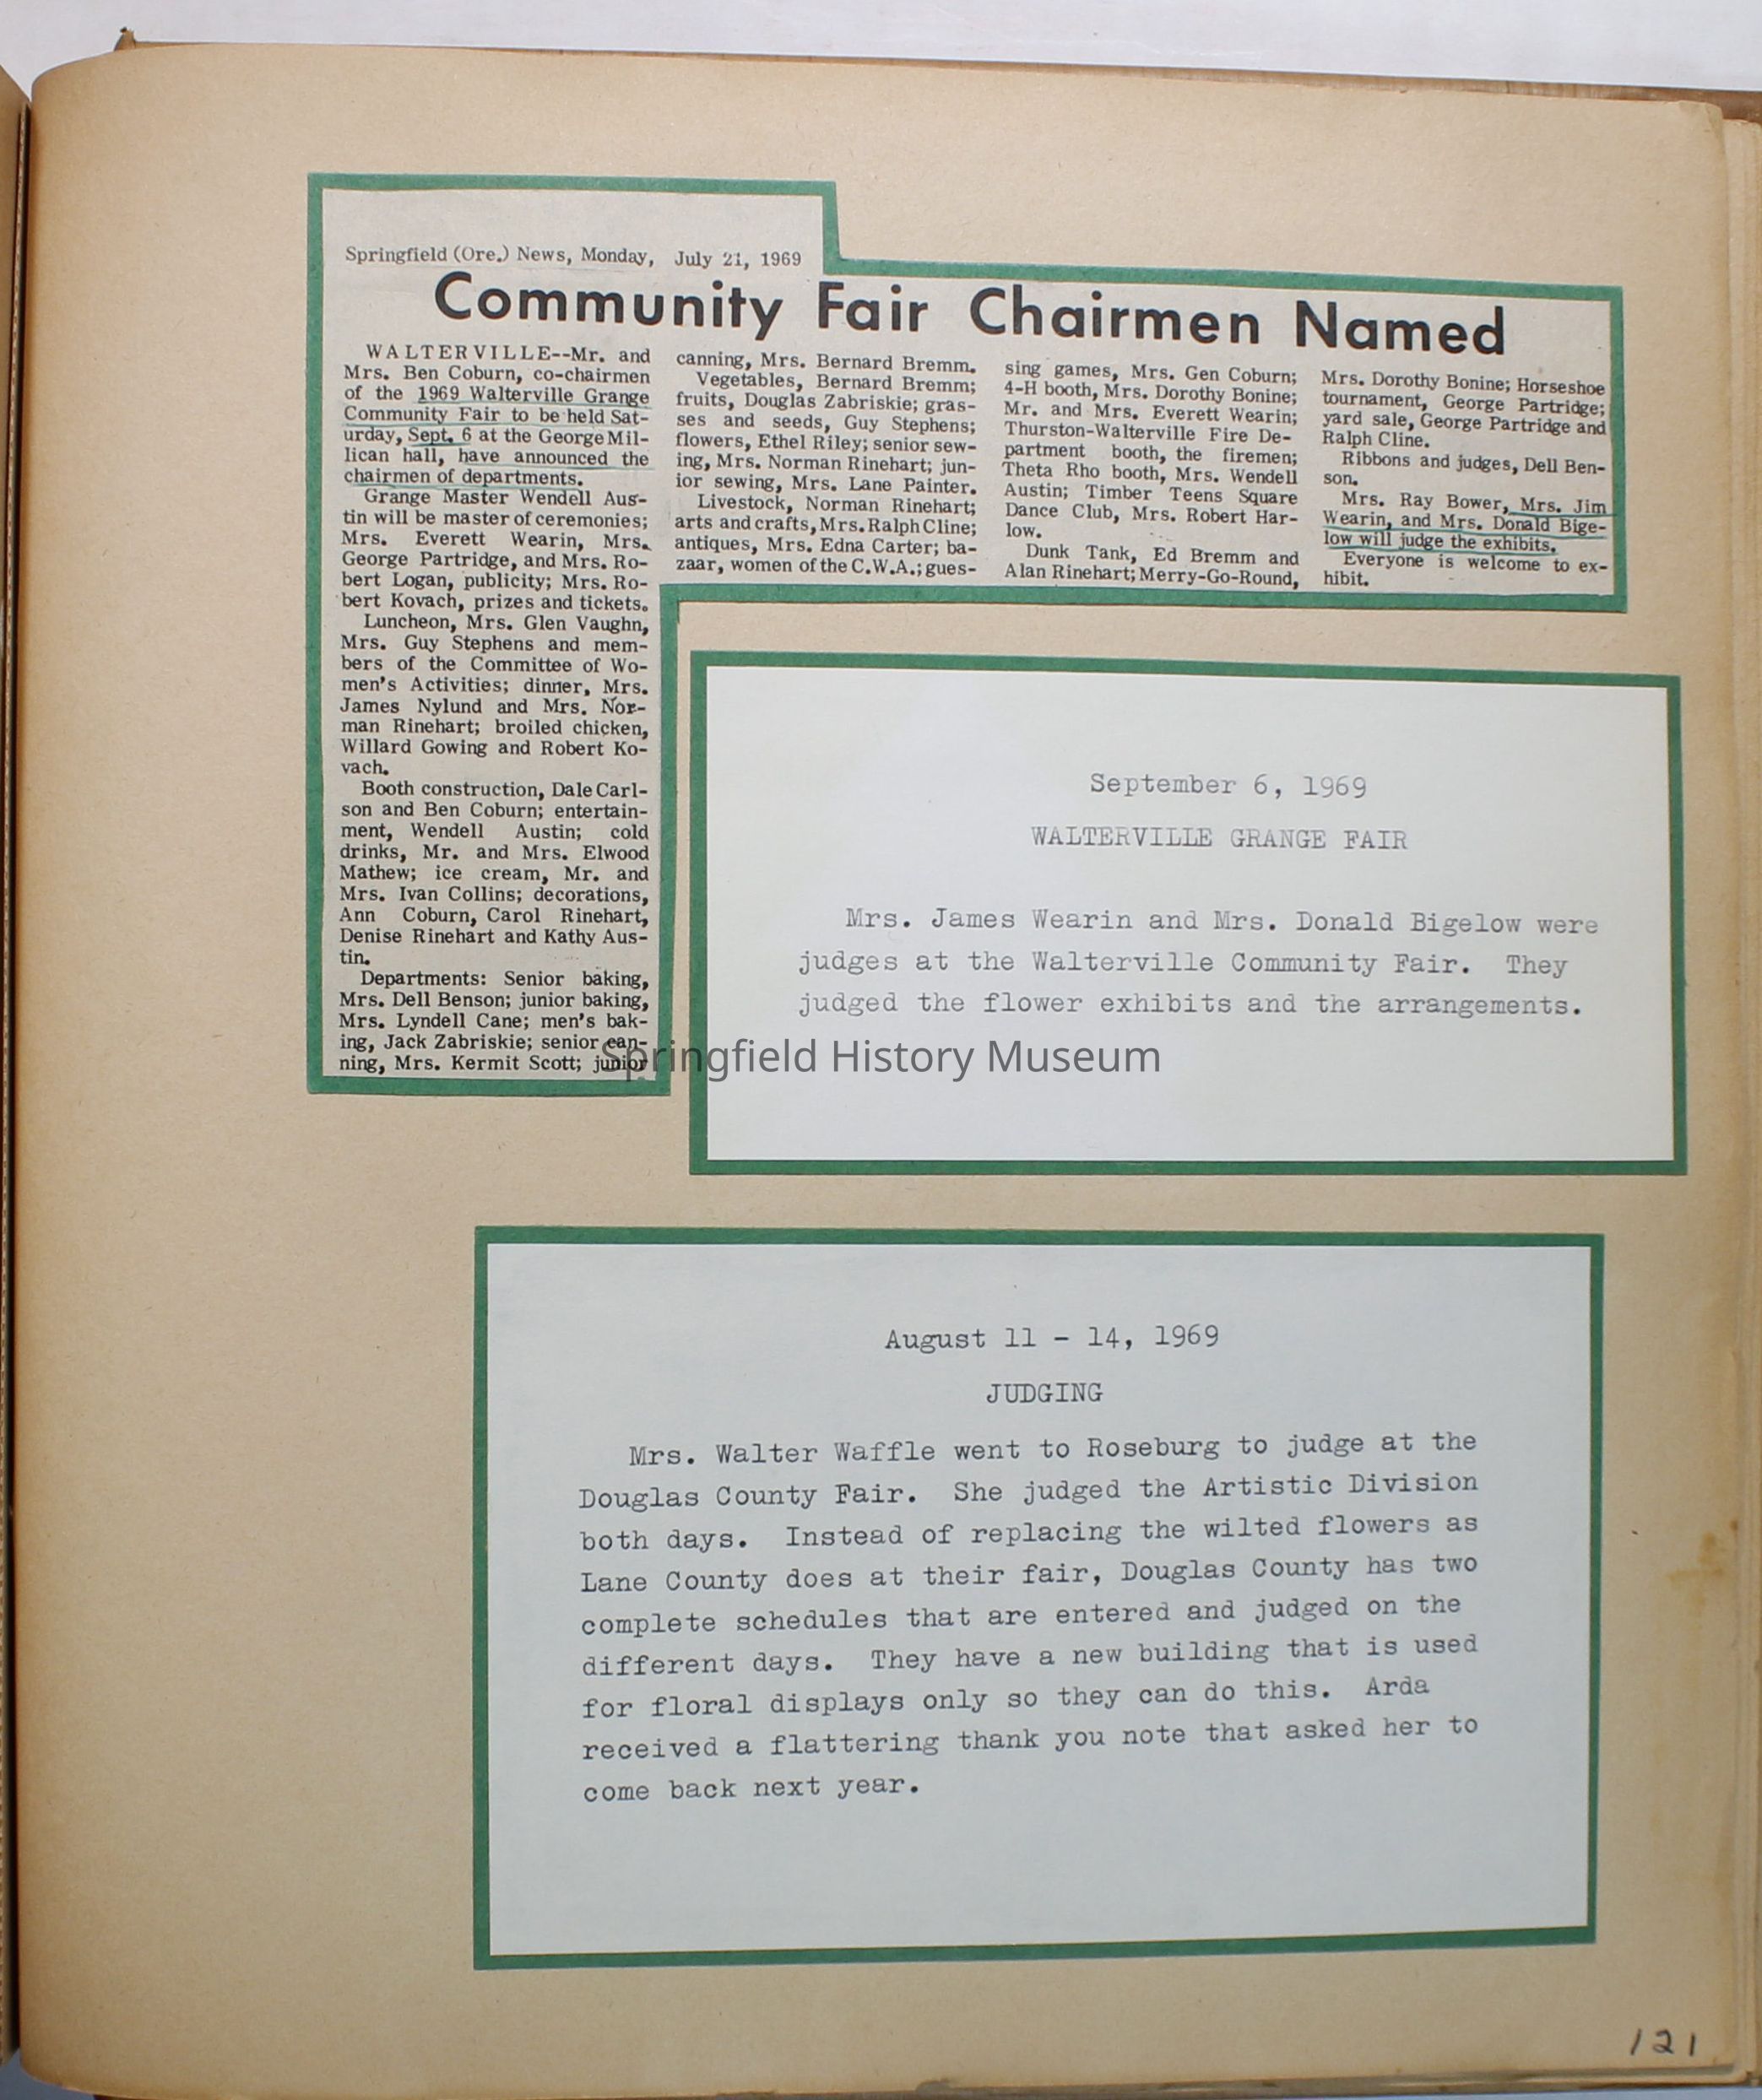 Springfield (Ore.) News, Monday, July 21, 1969
Community Fair Chairmen Named
WALTERVILLE--Mr. and
Mrs. Ben Coburn, co-chairmen
of the 1969 Walterville Grange
Community Fair to be held Sat-
urday, Sept. 6 at the George Mil-
lican hall, have announced the
chairmen of departments.
Grange Master Wendell Aus-
tin will be master of ceremonies;
Mrs. Everett Wearin, Mrs.
George Partridge, and Mrs. Ro-
bert Logan, publicity; Mrs. Ro-
bert Kovach, prizes and tickets.
Luncheon, Mrs. Glen Vaughn,
Mrs. Guy Stephens and mem-
bers of the Committee of Wo-
men's Activities; dinner, Mrs.
James Nylund and Mrs. Nor-
man Rinehart; broiled chicken,
Willard Gowing and Robert Ko-
vach.
Booth construction, Dale Carl-
son and Ben Coburn; entertain-
ment, Wendell Austin; cold
drinks, Mr. and Mrs. Elwood
Mathew; ice cream, Mr. and
Mrs. Ivan Collins; decorations,
Ann Coburn, Carol Rinehart,
Denise Rinehart and Kathy Aus-
tin.
Departments: Senior baking,
Mrs. Dell Benson; junior baking,
Mrs. Lyndell Cane; men's bak-
ing, Jack Zabriskie; senior can-
ning, Mrs. Kermit Scott; junior
canning, Mrs. Bernard Bremm.
Vegetables, Bernard Bremm;
fruits, Douglas Zabriskie; gras-
ses and seeds, Guy Stephens;
flowers, Ethel Riley; senior sew-
ing, Mrs. Norman Rinehart; jun-
ior sewing, Mrs. Lane Painter.
Livestock, Norman Rinehart;
arts and crafts, Mrs. Ralph Cline;
antiques, Mrs. Edna Carter; ba-
zaar, women of the C.W.A.; gues-
sing games, Mrs. Gen Coburn;
4-H booth, Mrs. Dorothy Bonine;
Mr. and Mrs. Everett Wearin;
Thurston-Walterville Fire De-
partment booth, the firemen;
Theta Rho booth, Mrs. Wendell
Austin; Timber Teens Square
Dance Club, Mrs. Robert Har-
low.
Dunk Tank, Ed Bremm and
Alan Rinehart; Merry-Go-Round,
Mrs. Dorothy Bonine; Horseshoe
tournament, George Partridge;
yard sale, George Partridge and
Ralph Cline.
Ribbons and judges, Dell Ben-
son.
Mrs. Ray Bower, Mrs. Jim
Wearin, and Mrs. Donald Bige-
low will judge the exhibits.
Everyone is welcome to ex-
hibit.
September 6, 1969
WALTERVILLE GRANGE FAIR
Mrs. James Wearin and Mrs. Donald Bigelow were
judges at the Walterville Community Fair. They
judged the flower exhibits and the arrangements.
Springfield History Museum
August 11 - 14, 1969
JUDGING
Mrs. Walter Waffle went to Roseburg to judge at the
Douglas County Fair. She judged the Artistic Division
both days. Instead of replacing the wilted flowers as
Lane County does at their fair, Douglas County has two
complete schedules that are entered and judged on the
different days. They have a new building that is used
for floral displays only so they can do this. Arda
received a flattering thank you note that asked her to
come back next year.
121